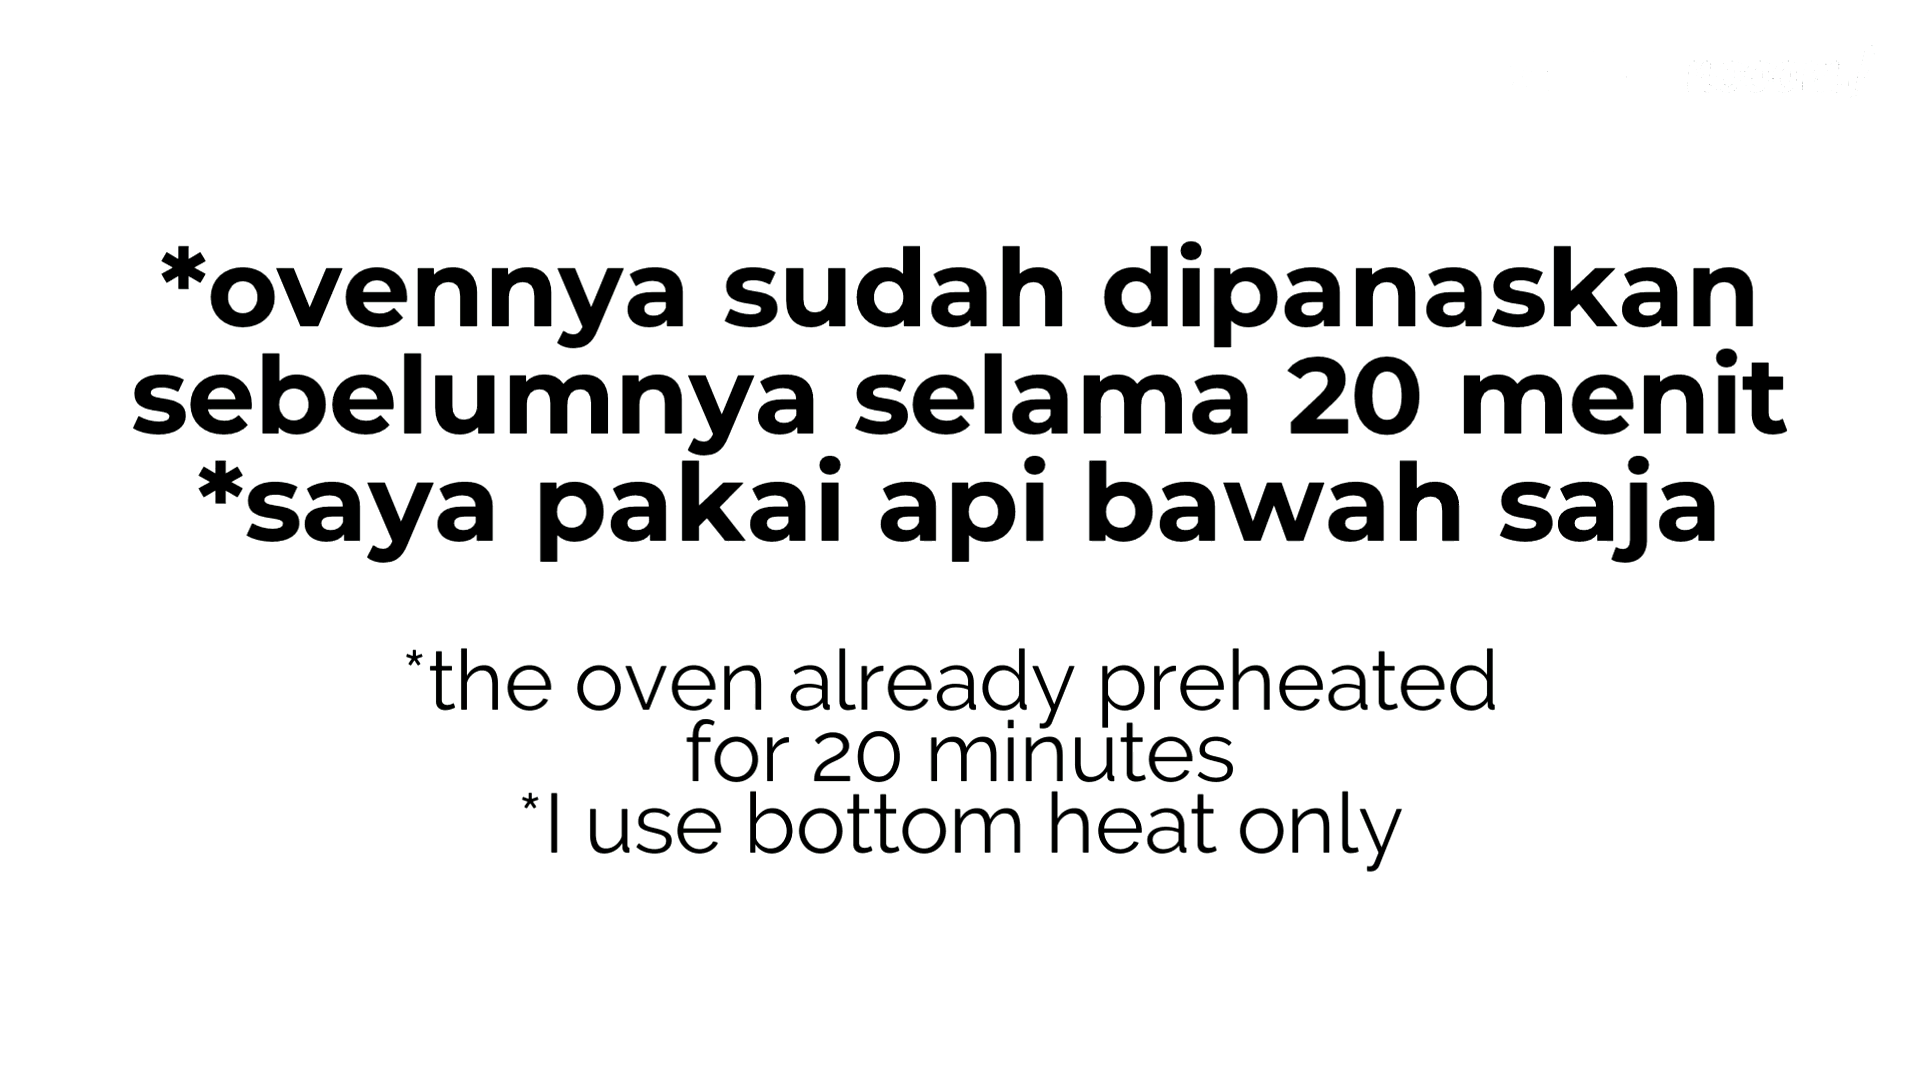 *ovennya sudah dipanaskan
sebelumnya selama 20 menit
*saya pakai api bawah saja
*the oven already preheated
for 20 minutes
*I use bottom heat only